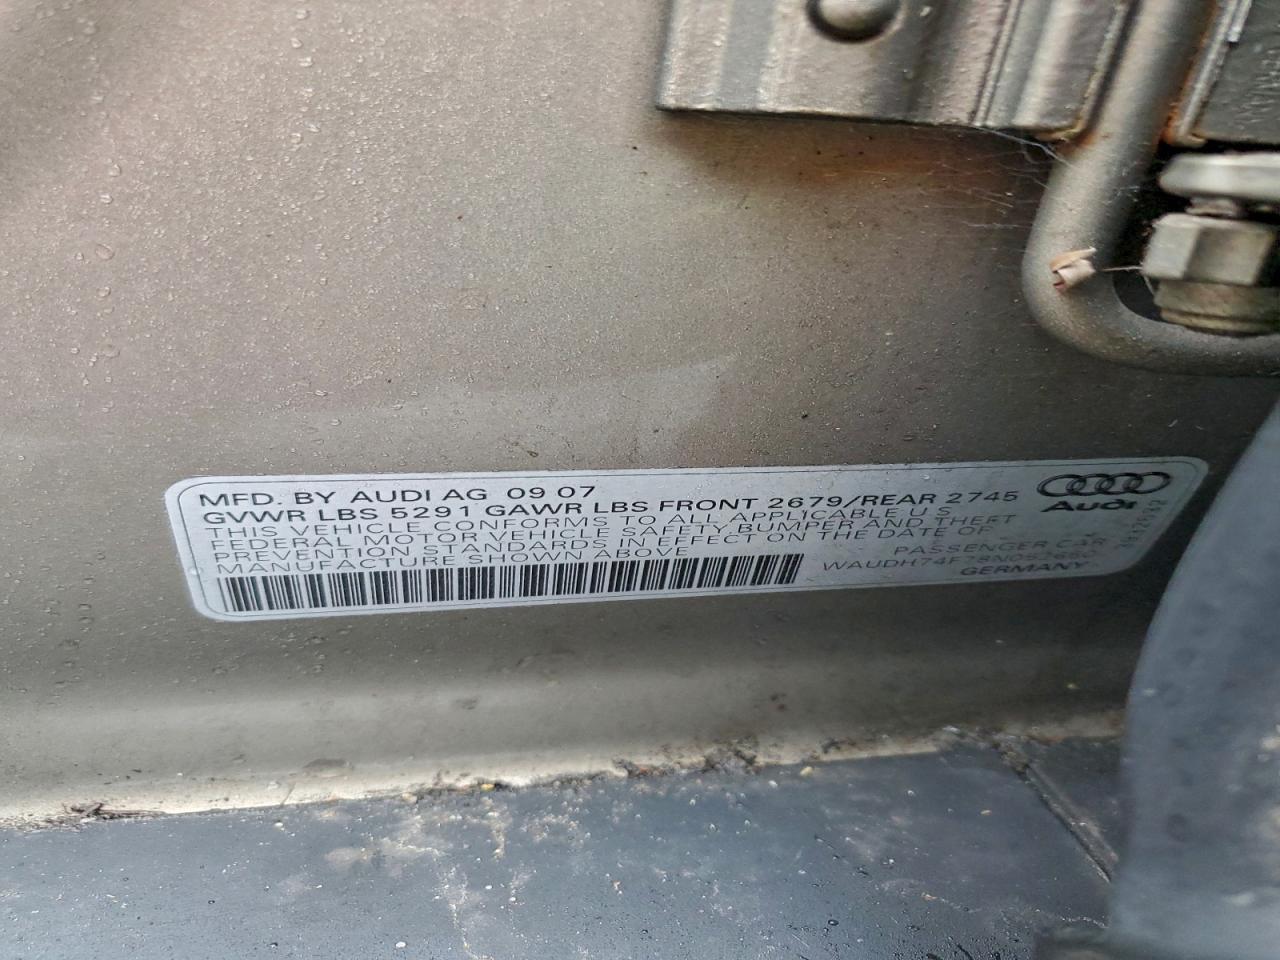 MFD. BY AUDI AG 09 07
GVWR LBS 5291 GAWR LBS FRONT 2679/REAR 2745
THIS VEHICLE CONFORMS TO ALL APPLICABLE U S
FEDERAL MOTOR VEHICLE SAFETY, BUMPER AND THEFT
PREVENTION STANDARDS IN EFFECT ON THE DATE OF
MANUFACTURE SHOWN ABOVE
PASSENGER CAR
WAUDH74F78N052650
GERMANY
Audi